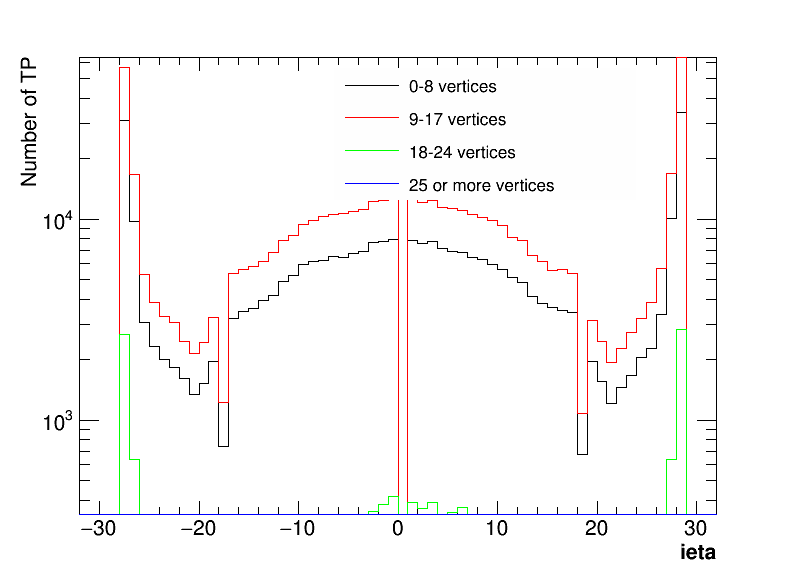 Number of TP
0-8 vertices
9-17 vertices
18-24 vertices
25 or more vertices
10^4
10^3
−30 −20 −10 0 10 20 30
ieta